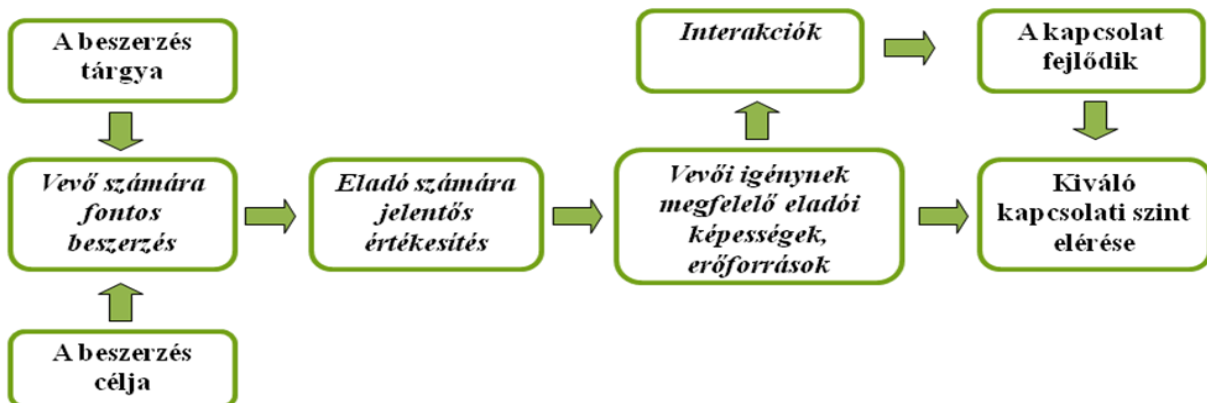 A beszerzés
tárgya
Interakciók
A kapcsolat
fejlődik
Vevő számára
fontos
beszerzés
Eladó számára
jelentős
értékesítés
Vevői igénynek
megfelelő eladói
képességek,
erőforrások
Kiváló
kapcsolati szint
elérése
A beszerzés
célja